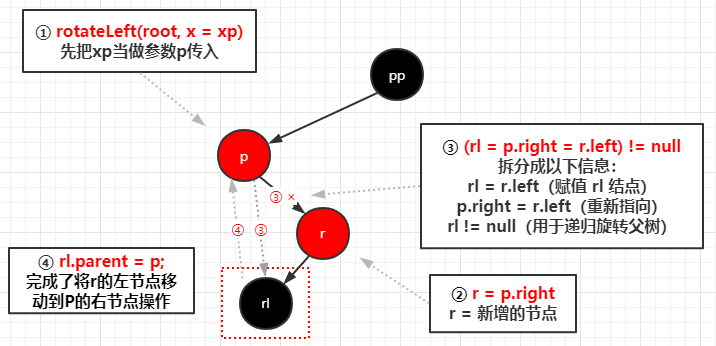 ① rotateLeft(root, x = xp)
先把xp当做参数p传入
pp
p
③ (rl = p.right = r.left) != null
拆分成以下信息：
rl = r.left（赋值 rl 结点）
p.right = r.left（重新指向）
rl != null（用于递归旋转父树）
③ ×
④
③
r
④ rl.parent = p;
完成了将r的左节点移
动到P的右节点操作
rl
② r = p.right
r = 新增的节点